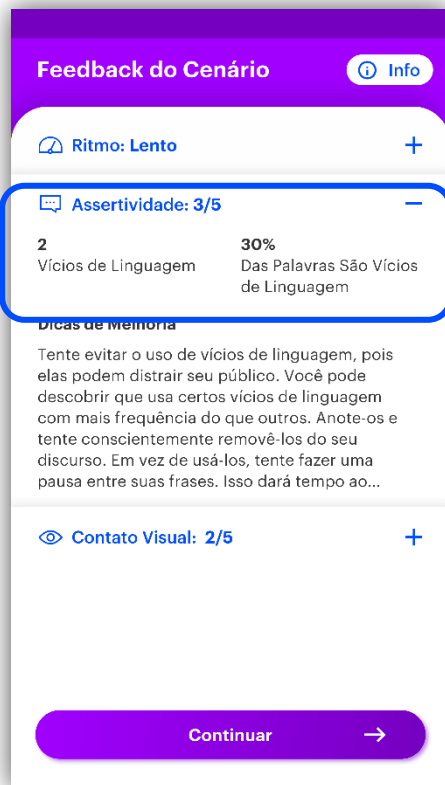 Feedback do Cenário
Info
Ritmo: Lento
Assertividade: 3/5
2
Vícios de Linguagem
30%
Das Palavras São Vícios
de Linguagem
Dicas de Melhoria
Tente evitar o uso de vícios de linguagem, pois
elas podem distrair seu público. Você pode
descobrir que usa certos vícios de linguagem
com mais frequência do que outros. Anote-os e
tente conscientemente removê-los do seu
discurso. Em vez de usá-los, tente fazer uma
pausa entre suas frases. Isso dará tempo ao...
Contato Visual: 2/5
Continuar